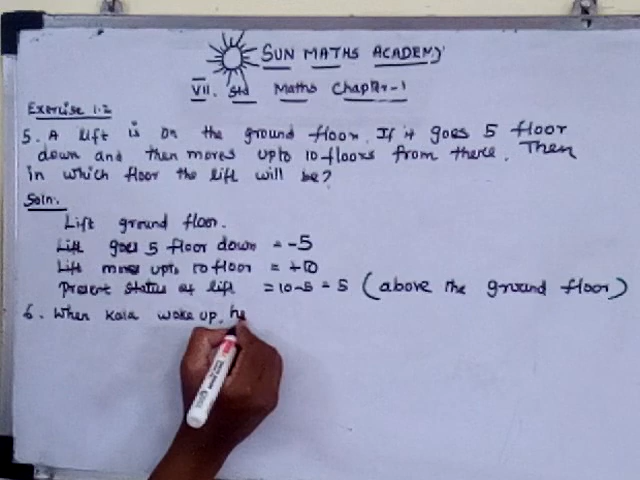 SUN MATHS ACADEMY
VII. Std Maths Chapter-1
Exercise 1.2
5. A lift is on the ground floor. If it goes 5 floor
down and then moves upto 10 floors from there. Then
in which floor the lift will be?
Soln.
Lift ground floor.
Lift goes 5 floor down = -5
Lift moves upto 10 floor = +10
Present status of lift = 10-5 = 5 (above the ground floor)
6. When Kala woke up, he